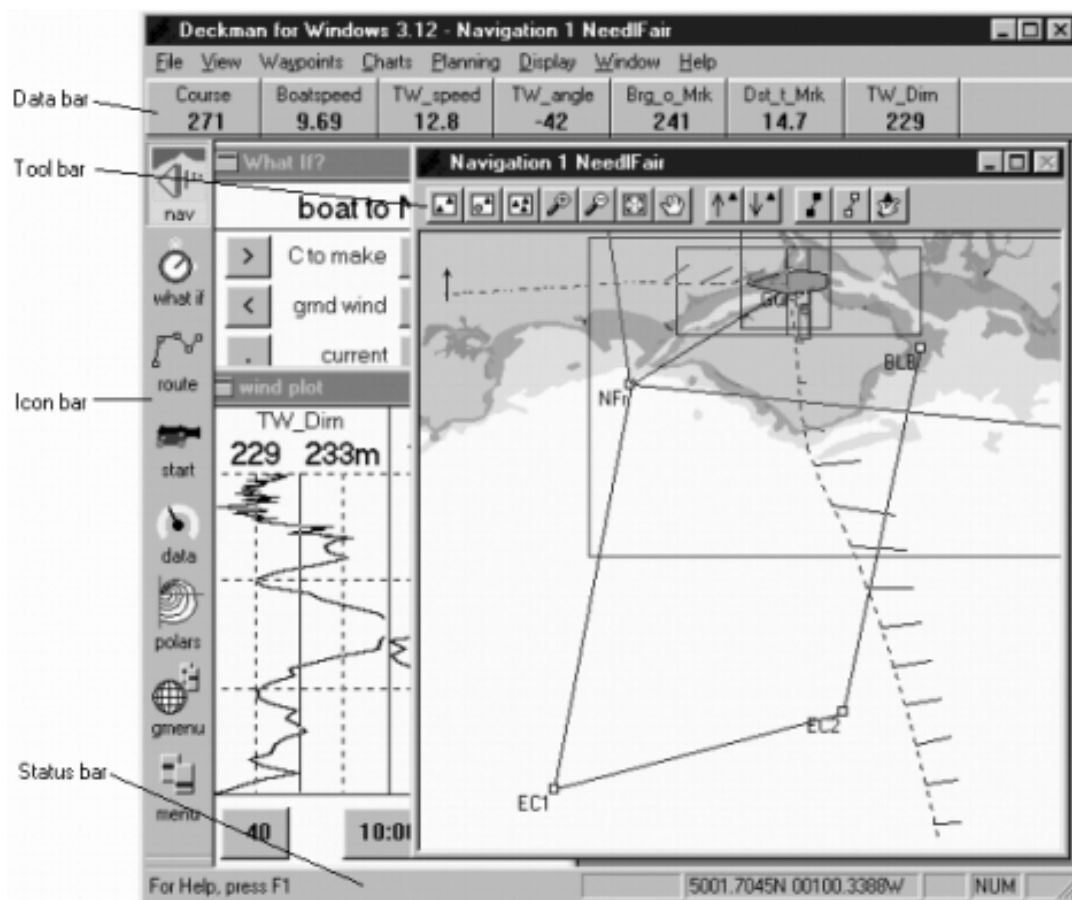 Deckman for Windows 3.12 - Navigation 1 NeedlFair
File View Waypoints Charts Planning Display Window Help
Data bar
Course Boatspeed TW_speed TW_angle Brg_o_Mrk Dst_t_Mrk TW_Dirn
271 9.69 12.8 -42 241 14.7 229
Tool bar
What If?
Navigation 1 NeedlFair
nav
boat to
> C to make
what if
< grnd wind
. current
route
BLB
wind plot
NFr
Icon bar
TW_Dirn
229 233m
start
data
polars
gmenu
EC2
Status bar
EC1
menu
40 10:00
For Help, press F1 5001.7045N 00100.3388W NUM